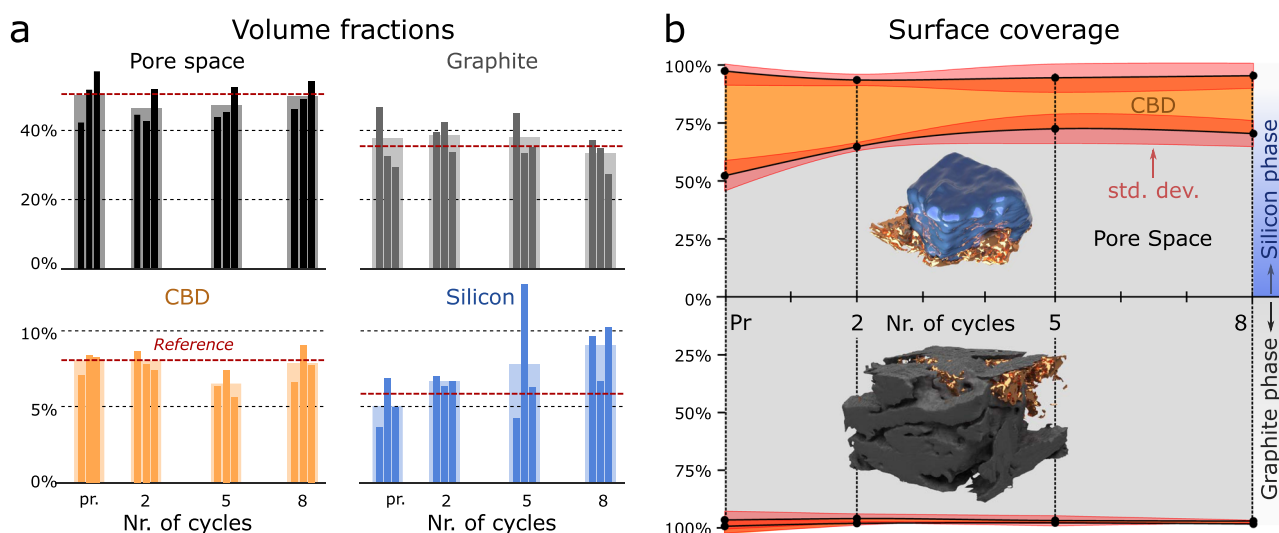 a
Volume fractions
Pore space
Graphite
40%
20%
0%
CBD
Silicon
10%
Reference
5%
0%
pr.
2
5
8
pr.
2
5
8
Nr. of cycles
Nr. of cycles
b
Surface coverage
100%
75%
50%
25%
0%
CBD
std. dev.
Pore Space
Silicon phase
Pr
2
Nr. of cycles
5
8
25%
50%
75%
100%
Graphite phase